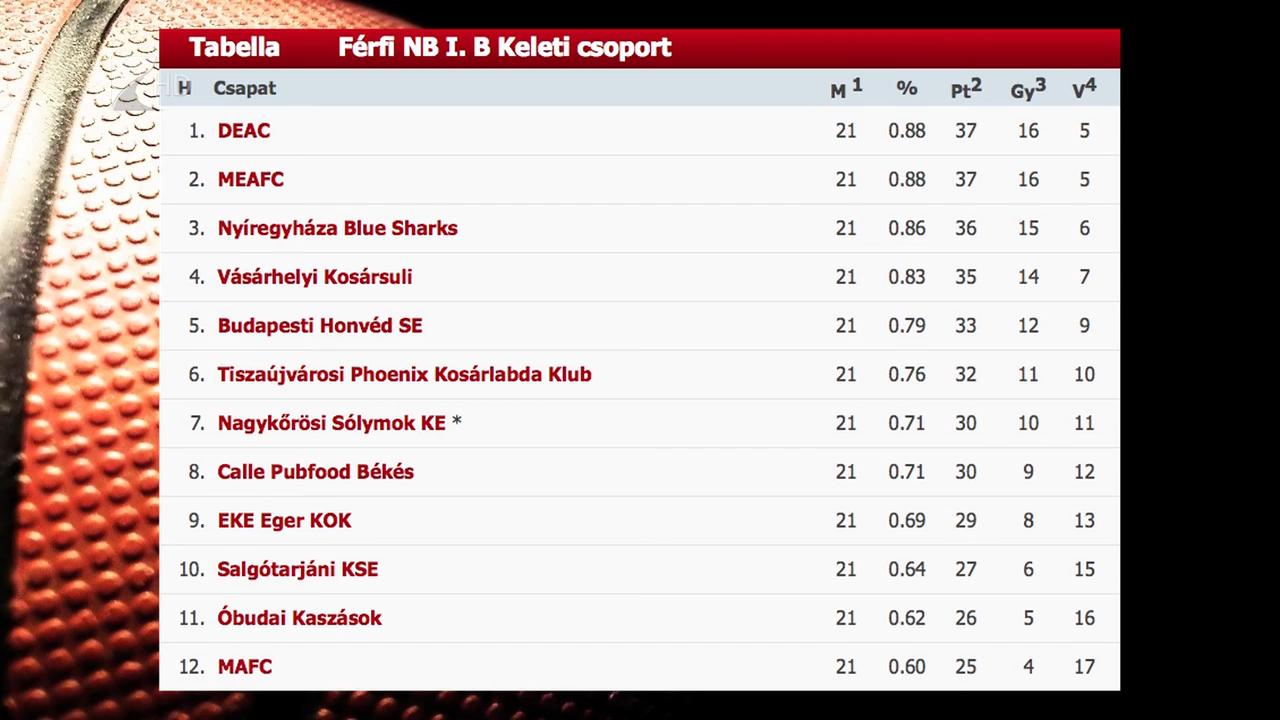 Tabella Férfi NB I. B Keleti csoport
HD
H Csapat M 1 % Pt2 Gy3 V4
1. DEAC 21 0.88 37 16 5
2. MEAFC 21 0.88 37 16 5
3. Nyíregyháza Blue Sharks 21 0.86 36 15 6
4. Vásárhelyi Kosársuli 21 0.83 35 14 7
5. Budapesti Honvéd SE 21 0.79 33 12 9
6. Tiszaújvárosi Phoenix Kosárlabda Klub 21 0.76 32 11 10
7. Nagykőrösi Sólymok KE * 21 0.71 30 10 11
8. Calle Pubfood Békés 21 0.71 30 9 12
9. EKE Eger KOK 21 0.69 29 8 13
10. Salgótarjáni KSE 21 0.64 27 6 15
11. Óbudai Kaszások 21 0.62 26 5 16
12. MAFC 21 0.60 25 4 17